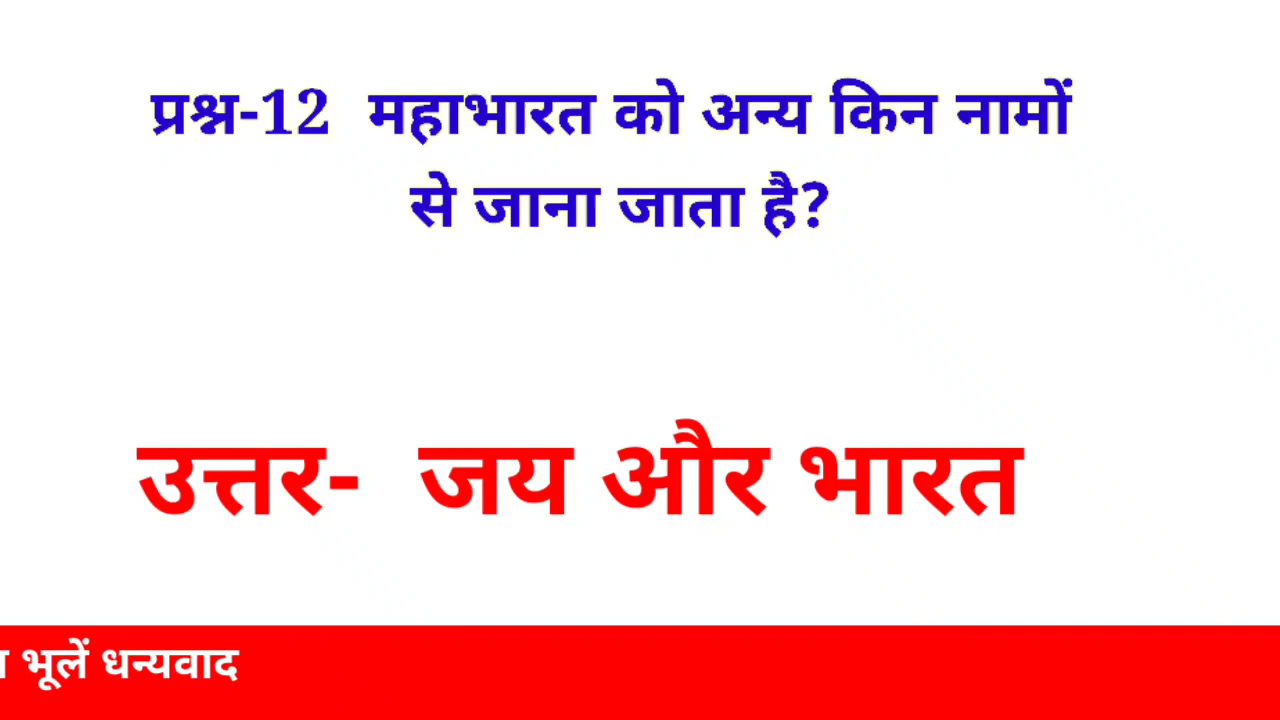 प्रश्न-12 महाभारत को अन्य किन नामों
से जाना जाता है?
उत्तर- जय और भारत
भूलें धन्यवाद